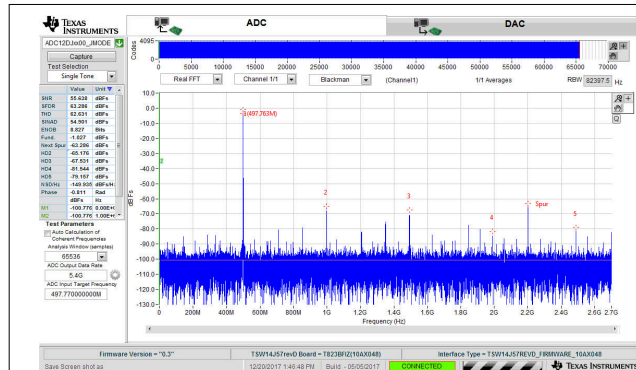 TEXAS INSTRUMENTS
ADC
DAC
ADC12DJxx00_JMODE
Capture
Test Selection
Single Tone
Codes
4095
0
0 5000 10000 15000 20000 25000 30000 35000 40000 45000 50000 55000 60000 65000 70000
Real FFT Channel 1/1 Blackman (Channel1) 1/1 Averages RBW 82397.5 Hz
Value Unit
SNR 55.638 dBFs
SFDR 63.286 dBFs
THD 62.631 dBFs
SINAD 54.901 dBFs
ENOB 8.827 Bits
Fund. -1.027 dBFs
Next Spur -63.286 dBFs
HD2 -65.176 dBFs
HD3 -67.931 dBFs
HD4 -81.544 dBFs
HD5 -79.157 dBFs
NSD/Hz -149.935 dBFs/H
Phase -0.811 Rad
dBFs Hz
M1 -100.776 0.00E+
M2 -100.776 1.00E+
Test Parameters
Auto Calculation of
Coherent Frequencies
Analysis Window (samples)
65536
ADC Output Data Rate
5.4G
ADC Input Target Frequency
497.770000000M
dBFs
10.0
0.0
-10.0
-20.0
-30.0
-40.0
-50.0
-60.0
-70.0
-80.0
-90.0
-100.0
-110.0
-120.0
-130.0
(497.763M)
2
3
4
Spur
5
0 200M 400M 600M 800M 1G 1.2G 1.4G 1.6G 1.8G 2G 2.2G 2.4G 2.6G 2.7G
Frequency (Hz)
Firmware Version = "0.3" TSW14J57revD Board = T823BFIZ(10AX048) Interface Type = TSW14J57REVD_FIRMWARE_10AX048
Save Screen shot as 12/20/2017 1:46:48 PM Build - 05/05/2017 CONNECTED TEXAS INSTRUMENTS